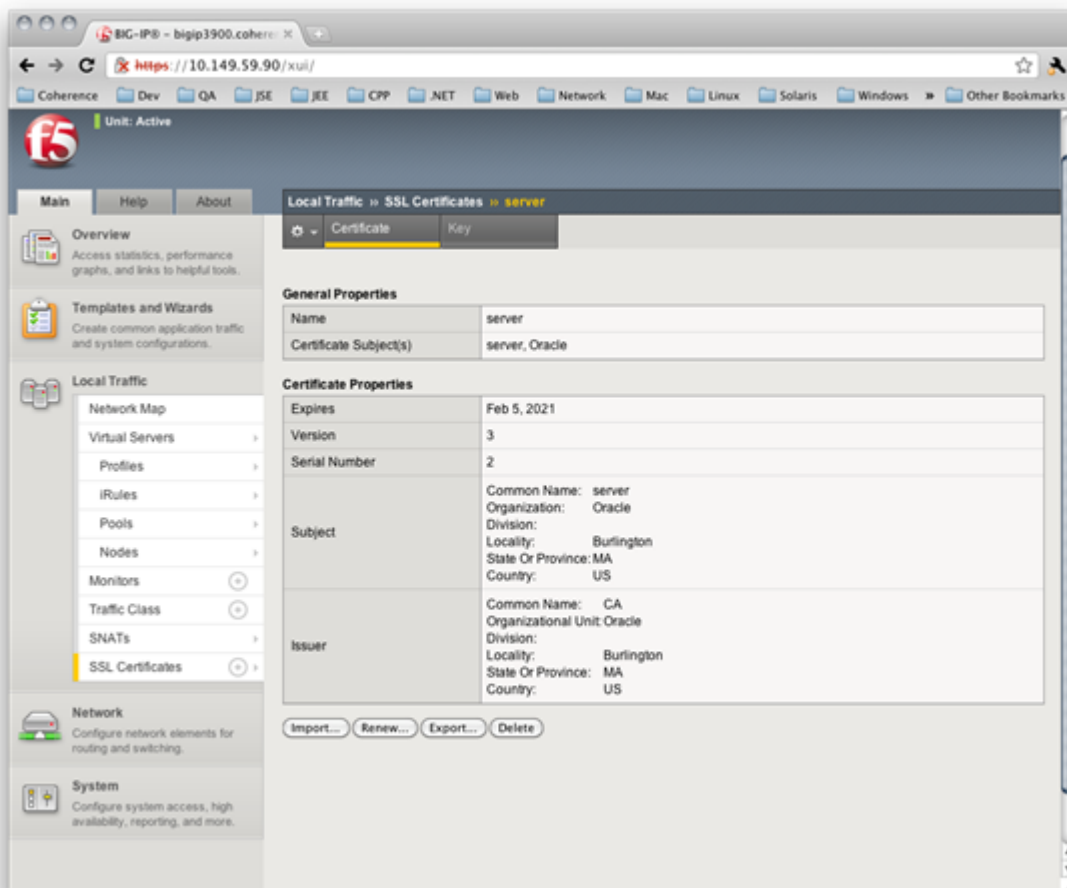 BIG-IP® – bigip3900.cohere
https://10.149.59.90/xui/
Coherence Dev QA JSE JEE CPP .NET Web Network Mac Linux Solaris Windows » Other Bookmarks
f5
Unit: Active
Main Help About
Local Traffic » SSL Certificates » server
Certificate Key
Overview
Access statistics, performance
graphs, and links to helpful tools.
Templates and Wizards
Create common application traffic
and system configurations.
Local Traffic
Network Map
Virtual Servers
Profiles
iRules
Pools
Nodes
Monitors
Traffic Class
SNATs
SSL Certificates
Network
Configure network elements for
routing and switching.
System
Configure system access, high
availability, reporting, and more.
General Properties
Name server
Certificate Subject(s) server, Oracle
Certificate Properties
Expires Feb 5, 2021
Version 3
Serial Number 2
Subject
Common Name: server
Organization: Oracle
Division:
Locality: Burlington
State Or Province: MA
Country: US
Issuer
Common Name: CA
Organizational Unit: Oracle
Division:
Locality: Burlington
State Or Province: MA
Country: US
Import... Renew... Export... Delete